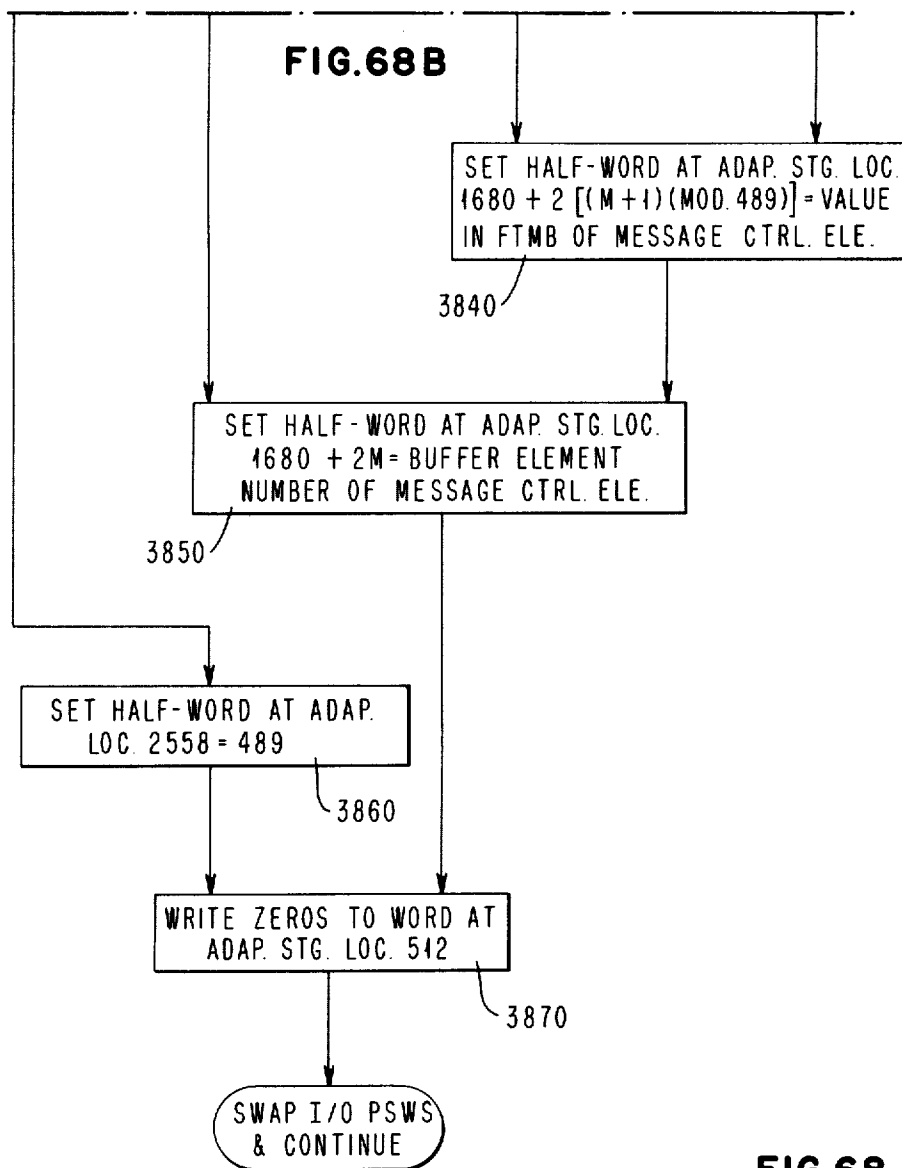 FIG.68B
SET HALF-WORD AT ADAP. STG. LOC.
1680 + 2 [(M+1)(MOD. 489)] = VALUE
IN FTMB OF MESSAGE CTRL. ELE.
3840
SET HALF-WORD AT ADAP. STG. LOC.
1680 + 2M = BUFFER ELEMENT
NUMBER OF MESSAGE CTRL. ELE.
3850
SET HALF-WORD AT ADAP.
LOC. 2558 = 489
3860
WRITE ZEROS TO WORD AT
ADAP. STG. LOC. 512
3870
SWAP I/O PSWS
& CONTINUE
FIG.68